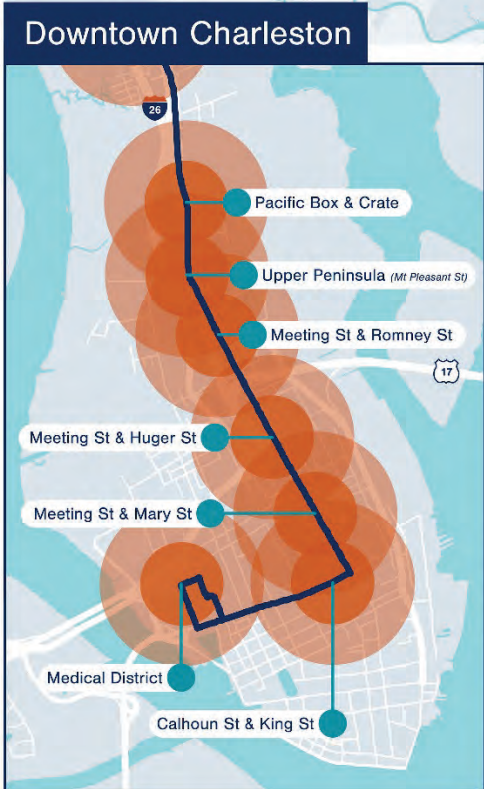 Downtown Charleston
26
Pacific Box & Crate
Upper Peninsula (Mt Pleasant St)
Meeting St & Romney St
17
Meeting St & Huger St
Meeting St & Mary St
Medical District
Calhoun St & King St